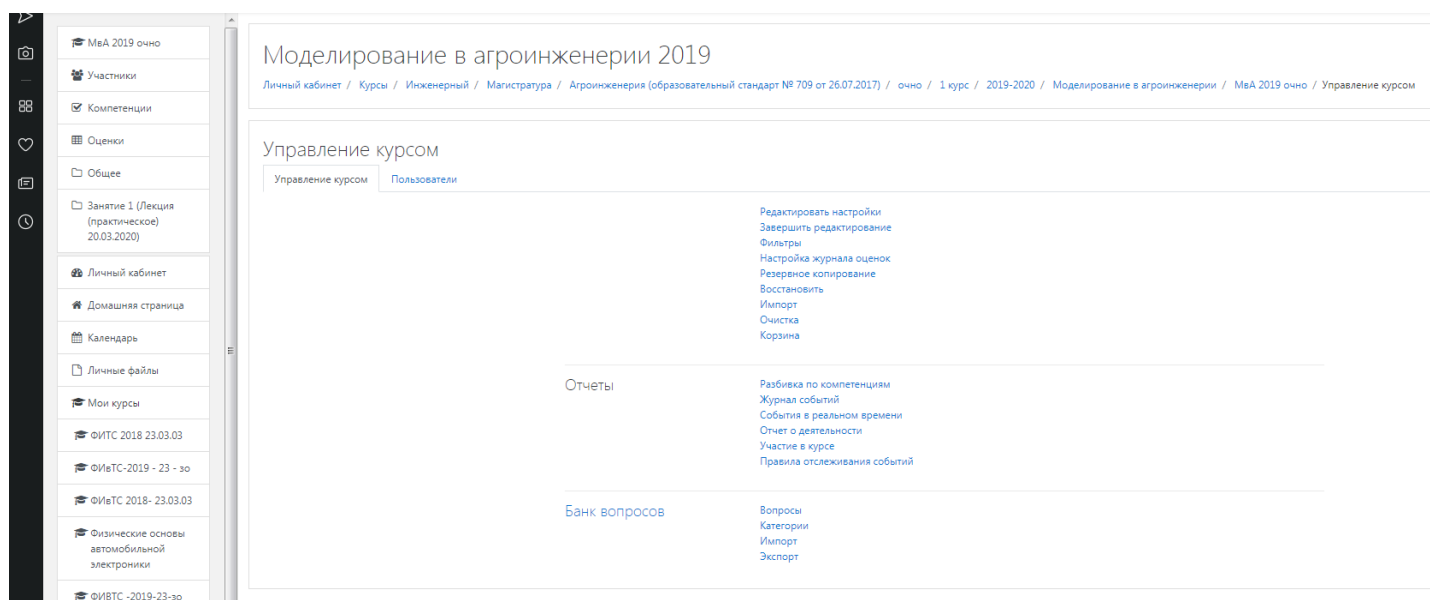 МвА 2019 очно
Участники
Компетенции
Оценки
Общее
Занятие 1 (Лекция
(практическое)
20.03.2020)
Личный кабинет
Домашняя страница
Календарь
Личные файлы
Мои курсы
ФИТС 2018 23.03.03
ФИвТС-2019 - 23 - зо
ФИвТС 2018- 23.03.03
Физические основы
автомобильной
электроники
ФИВТС -2019-23-зо
Моделирование в агроинженерии 2019
Личный кабинет / Курсы / Инженерный / Магистратура / Агроинженерия (образовательный стандарт № 709 от 26.07.2017) / очно / 1 курс / 2019-2020 / Моделирование в агроинженерии / МвА 2019 очно / Управление курсом
Управление курсом
Управление курсом Пользователи
Редактировать настройки
Завершить редактирование
Фильтры
Настройка журнала оценок
Резервное копирование
Восстановить
Импорт
Очистка
Корзина
Отчеты
Разбивка по компетенциям
Журнал событий
События в реальном времени
Отчет о деятельности
Участие в курсе
Правила отслеживания событий
Банк вопросов
Вопросы
Категории
Импорт
Экспорт